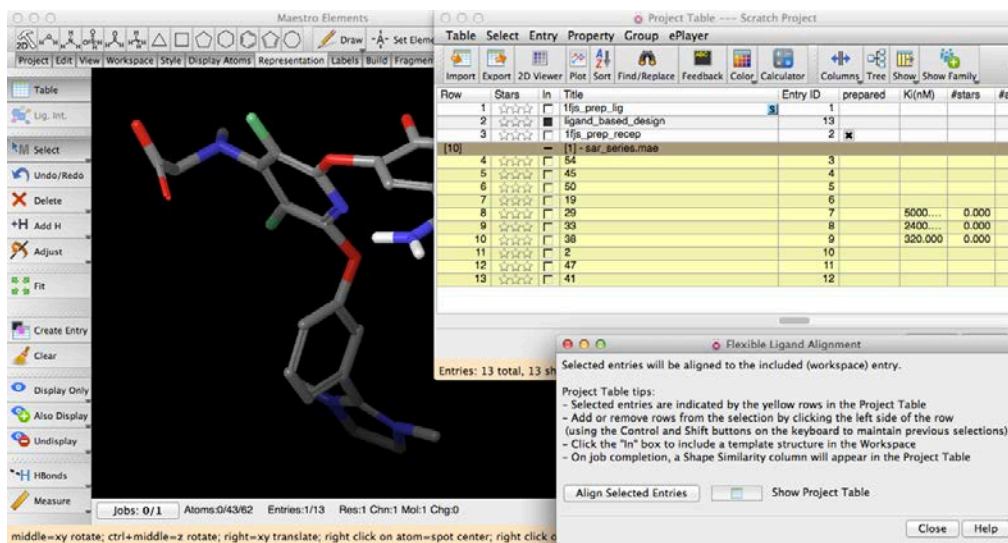 Maestro Elements
2D
Draw
Set Eleme
Project Edit View Workspace Style Display Atoms Representation Labels Build Fragmen
Table
Lig. Int.
Select
Undo/Redo
Delete
+H Add H
Adjust
Fit
Create Entry
Clear
Display Only
Also Display
Undisplay
HBonds
Measure
Jobs: 0/1 Atoms:0/43/62 Entries:1/13 Res:1 Chn:1 Mol:1 Chg:0
middle=xy rotate; ctrl+middle=z rotate; right=xy translate; right click on atom=spot center; right click o
Project Table --- Scratch Project
Table Select Entry Property Group ePlayer
Import Export 2D Viewer Plot Sort Find/Replace Feedback Color Calculator Columns Tree Show Show Family
Row Stars In Title Entry ID prepared Ki(nM) #stars #a
1 1fjs_prep_lig S 1
2 ligand_based_design 13
3 1fjs_prep_recep 2
[10] [1] - sar_series.mae
4 54 3
5 45 4
6 50 5
7 19 6
8 29 7 5000.... 0.000
9 33 8 2400.... 0.000
10 38 9 320.000 0.000
11 2 10
12 47 11
13 41 12
Entries: 13 total, 13 sh
Flexible Ligand Alignment
Selected entries will be aligned to the included (workspace) entry.
Project Table tips:
- Selected entries are indicated by the yellow rows in the Project Table
- Add or remove rows from the selection by clicking the left side of the row
(using the Control and Shift buttons on the keyboard to maintain previous selections)
- Click the "In" box to include a template structure in the Workspace
- On job completion, a Shape Similarity column will appear in the Project Table
Align Selected Entries Show Project Table
Close Help